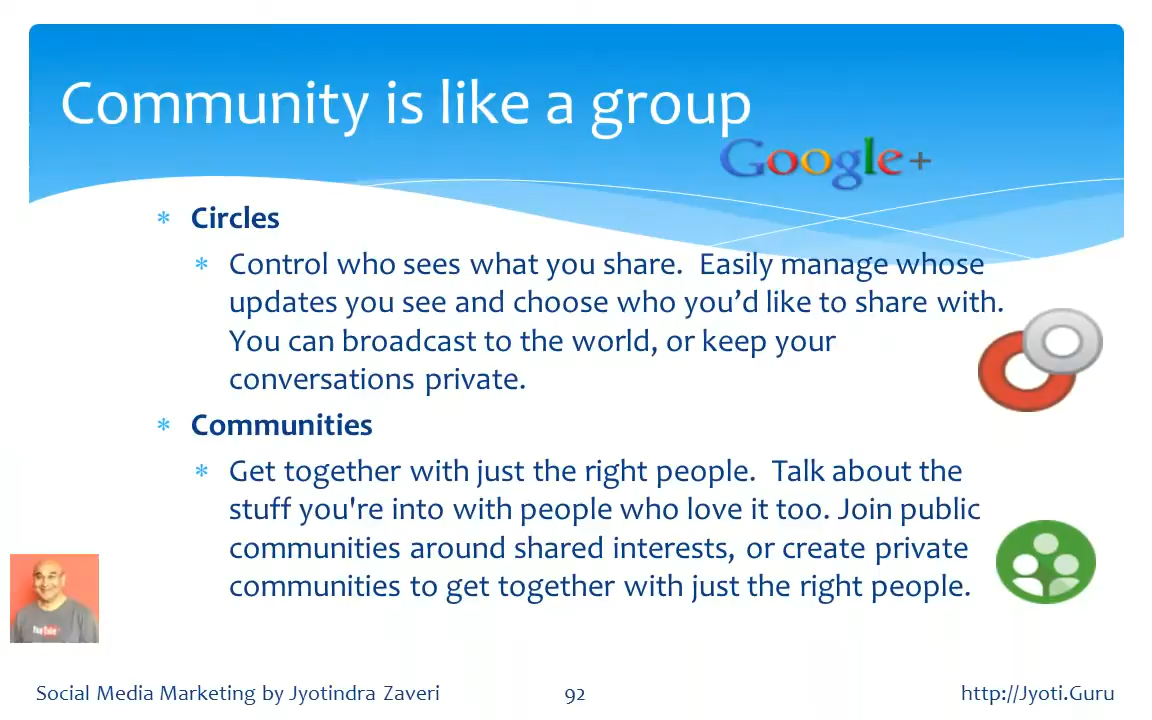 Community is like a group
Google+
* Circles
* Control who sees what you share.  Easily manage whose
updates you see and choose who you’d like to share with.
You can broadcast to the world, or keep your
conversations private.
* Communities
* Get together with just the right people.  Talk about the
stuff you're into with people who love it too. Join public
communities around shared interests, or create private
communities to get together with just the right people.
YouTube
Social Media Marketing by Jyotindra Zaveri
92
http://Jyoti.Guru